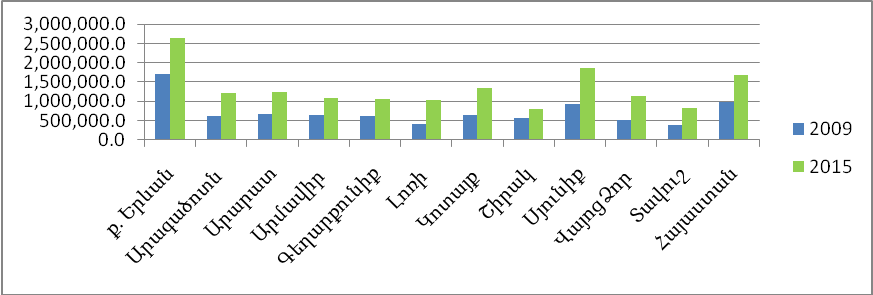 3,000,000.0
2,500,000.0
2,000,000.0
1,500,000.0
1,000,000.0
500,000.0
0.0
ք. Երևան
Արագածոտն
Արարատ
Արմավիր
Գեղարքունիք
Լոռի
Կոտայք
Շիրակ
Սյունիք
Վայոց Ձոր
Տավուշ
Հայաստան
2009
2015